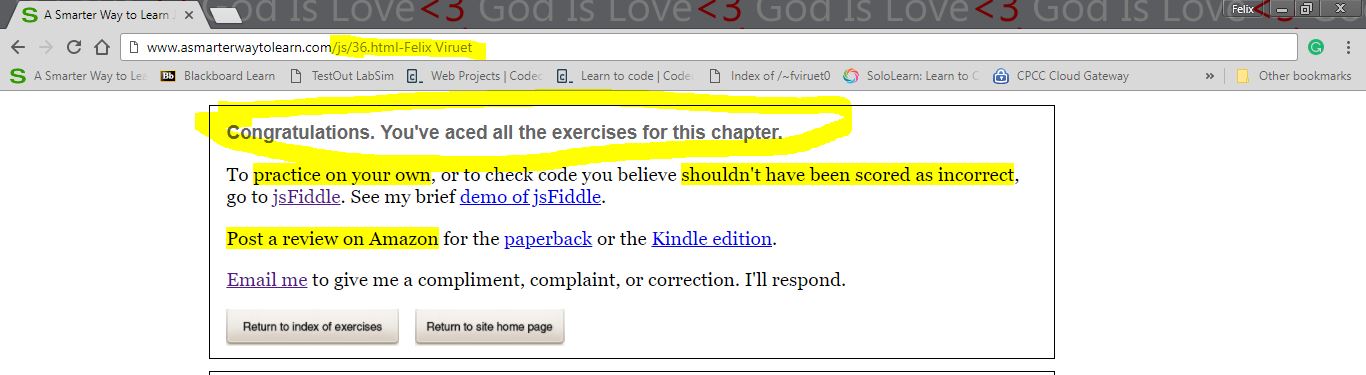 God Is Love<3 God Is Love<3 God Is Love<3 God
A Smarter Way to Learn J
Felix
www.asmarterwaytolearn.com/js/36.html-Felix Viruet
A Smarter Way to Lea Bb Blackboard Learn TestOut LabSim Web Projects | Codec Learn to code | Codec Index of /~fviruet0 SoloLearn: Learn to C CPCC Cloud Gateway » Other bookmarks
Congratulations. You've aced all the exercises for this chapter.
To practice on your own, or to check code you believe shouldn't have been scored as incorrect,
go to jsFiddle. See my brief demo of jsFiddle.
Post a review on Amazon for the paperback or the Kindle edition.
Email me to give me a compliment, complaint, or correction. I'll respond.
Return to index of exercises Return to site home page